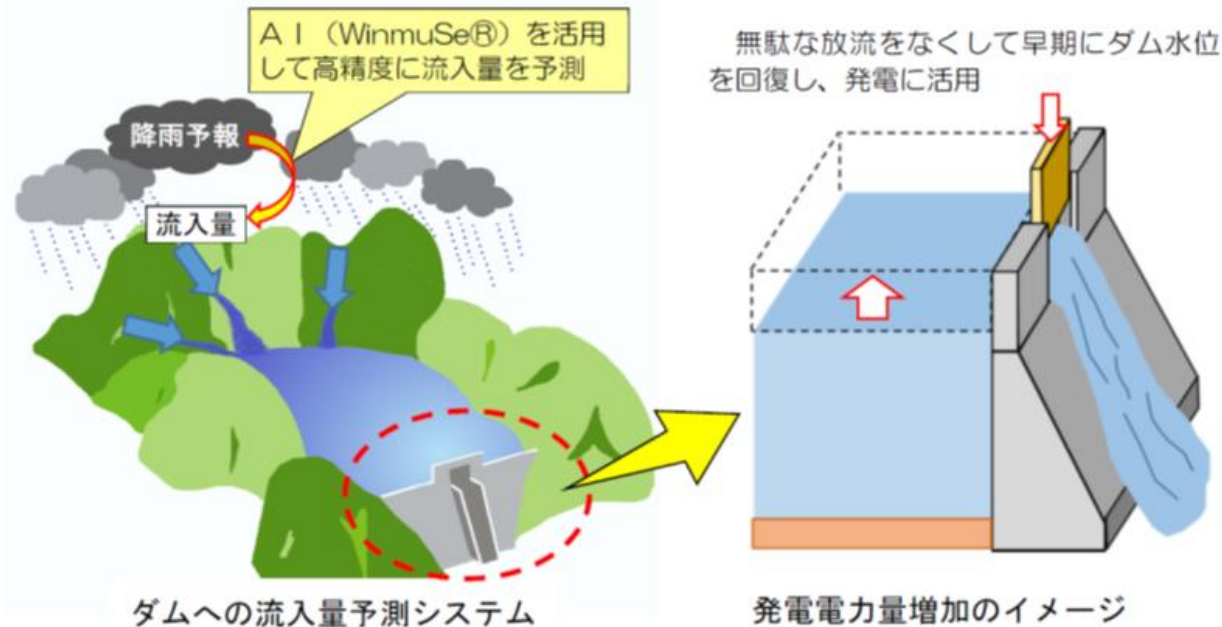 AI（WinmuSe®）を活用
して高精度に流入量を予測
降雨予報
流入量
ダムへの流入量予測システム
無駄な放流をなくして早期にダム水位
を回復し、発電に活用
発電電力量増加のイメージ